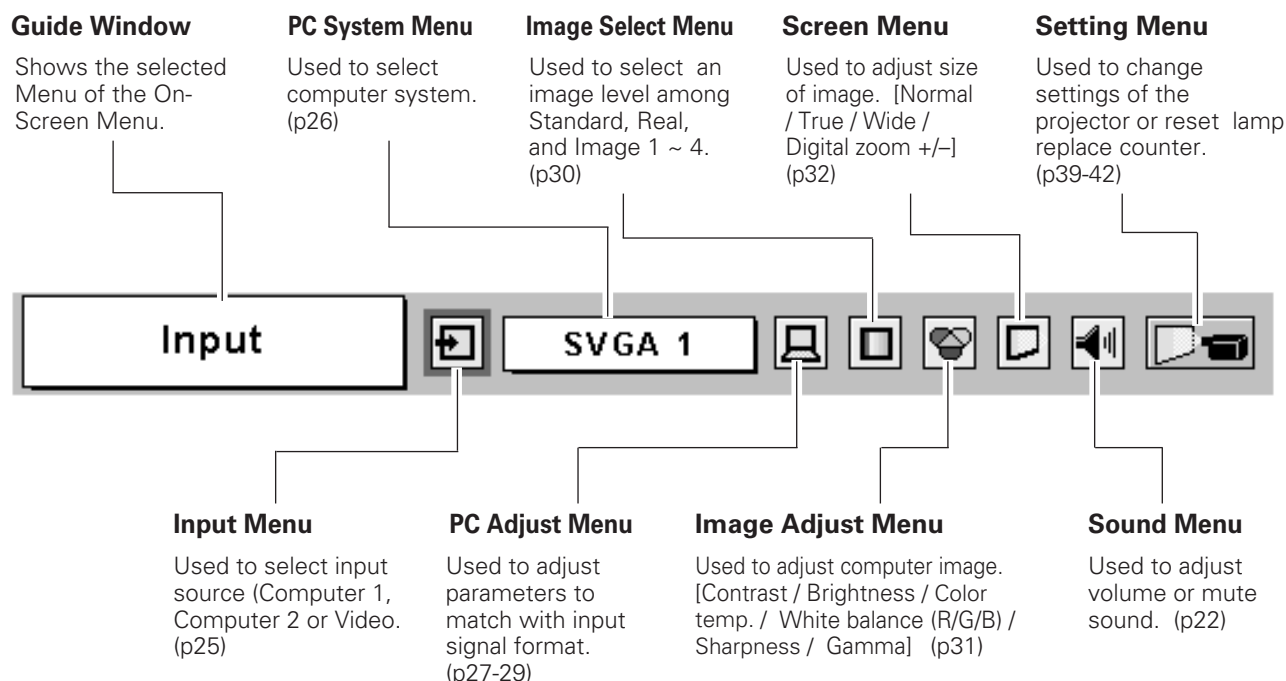 Guide Window
Shows the selected
Menu of the On-
Screen Menu.
PC System Menu
Used to select
computer system.
(p26)
Image Select Menu
Used to select an
image level among
Standard, Real,
and Image 1 ~ 4.
(p30)
Screen Menu
Used to adjust size
of image. [Normal
/ True / Wide /
Digital zoom +/–]
(p32)
Setting Menu
Used to change
settings of the
projector or reset lamp
replace counter.
(p39-42)
Input
SVGA 1
Input Menu
Used to select input
source (Computer 1,
Computer 2 or Video.
(p25)
PC Adjust Menu
Used to adjust
parameters to
match with input
signal format.
(p27-29)
Image Adjust Menu
Used to adjust computer image.
[Contrast / Brightness / Color
temp. / White balance (R/G/B) /
Sharpness / Gamma] (p31)
Sound Menu
Used to adjust
volume or mute
sound. (p22)